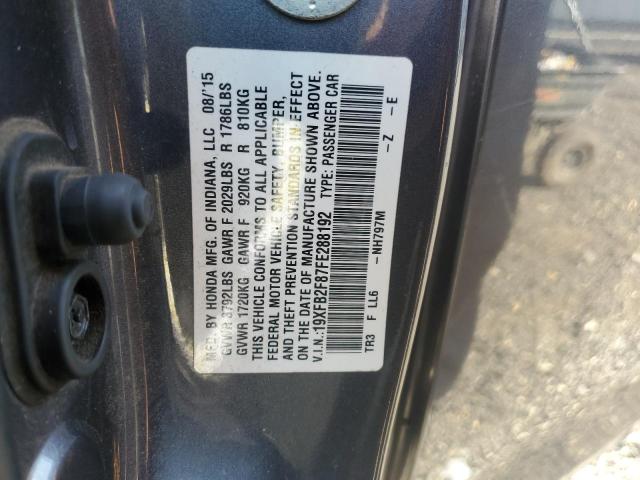 MFD. BY HONDA MFG. OF INDIANA, LLC 08/'15
GVWR 3792LBS GAWR F 2029LBS R 1786LBS
GVWR 1720KG GAWR F 920KG R 810KG
THIS VEHICLE CONFORMS TO ALL APPLICABLE
FEDERAL MOTOR VEHICLE SAFETY, BUMPER,
AND THEFT PREVENTION STANDARDS IN EFFECT
ON THE DATE OF MANUFACTURE SHOWN ABOVE.
V.I.N.:19XFB2F87FE288192 TYPE: PASSENGER CAR
TR3 F LL6 -NH797M -Z -E